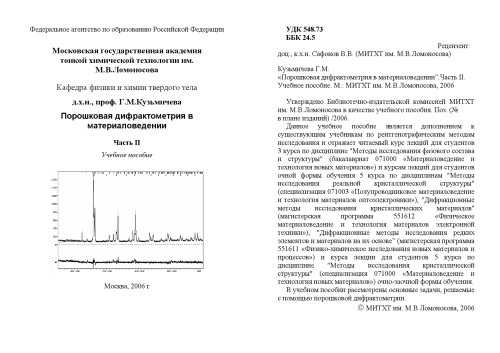 Федеральное агентство по образованию Российской Федерации
Московская государственная академия
тонкой химической технологии им.
М.В.Ломоносова
Кафедра физики и химии твердого тела
д.х.н., проф. Г.М.Кузьмичева
Порошковая дифрактометрия в
материаловедении
Часть II
Учебное пособие
Москва, 2006 г
УДК 548.73
ББК 24.5
Рецензент:
доц., к.х.н. Сафонов В.В. (МИТХТ им. М.В.Ломоносова)
Кузьмичева Г.М.
«Порошковая дифрактометрия в материаловедении" Часть II.
Учебное пособие. М.: МИТХТ им. М.В.Ломоносова, 2006
Утверждено Библиотечно-издательской комиссией МИТХТ
им. М.В.Ломоносова в качестве учебного пособия. Поз. (№
в плане изданий) /2006.
Данное учебное пособие является дополнением к
существующим учебникам по рентгенографическим методам
исследования и отражает читаемый курс лекций для студентов
3 курса по дисциплине "Методы исследования фазового состава
и структуры" (бакалавриат 071000 «Материаловедение и
технология новых материалов») и курсам лекций для студентов
очной формы обучения 5 курса по дисциплинам "Методы
исследования реальной кристаллической структуры"
(специализация 071003 «Полупроводниковое материаловедение
и технология материалов оптоэлектроники»), "Дифракционные
методы исследования кристаллических материалов"
(магистерская программа 551612 «Физическое
материаловедение и технология материалов электронной
техники»), "Дифракционные методы исследования редких
элементов и материалов на их основе" (магистерская программа
551611 «Физико-химическое исследования новых материалов и
процессов») и курса лекции для студентов 5 курса по
дисциплине "Методы исследования кристаллической
структуры" (специализация 071000 «Материаловедение и
технология новых материалов») очно-заочной формы обучения.
В учебном пособии рассмотрены основные задачи, решаемые
с помощью порошковой дифрактометрии.
© МИТХТ им. М.В.Ломоносова, 2006